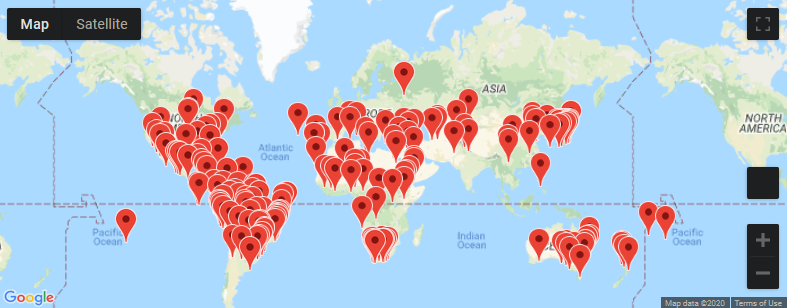 Map Satellite
ASIA
NORTH
AMERICA
Atlantic
Ocean
Pacific
Ocean
Indian
Ocean
Pacific
Ocean
+
−
Google
Map data ©2020 Terms of Use